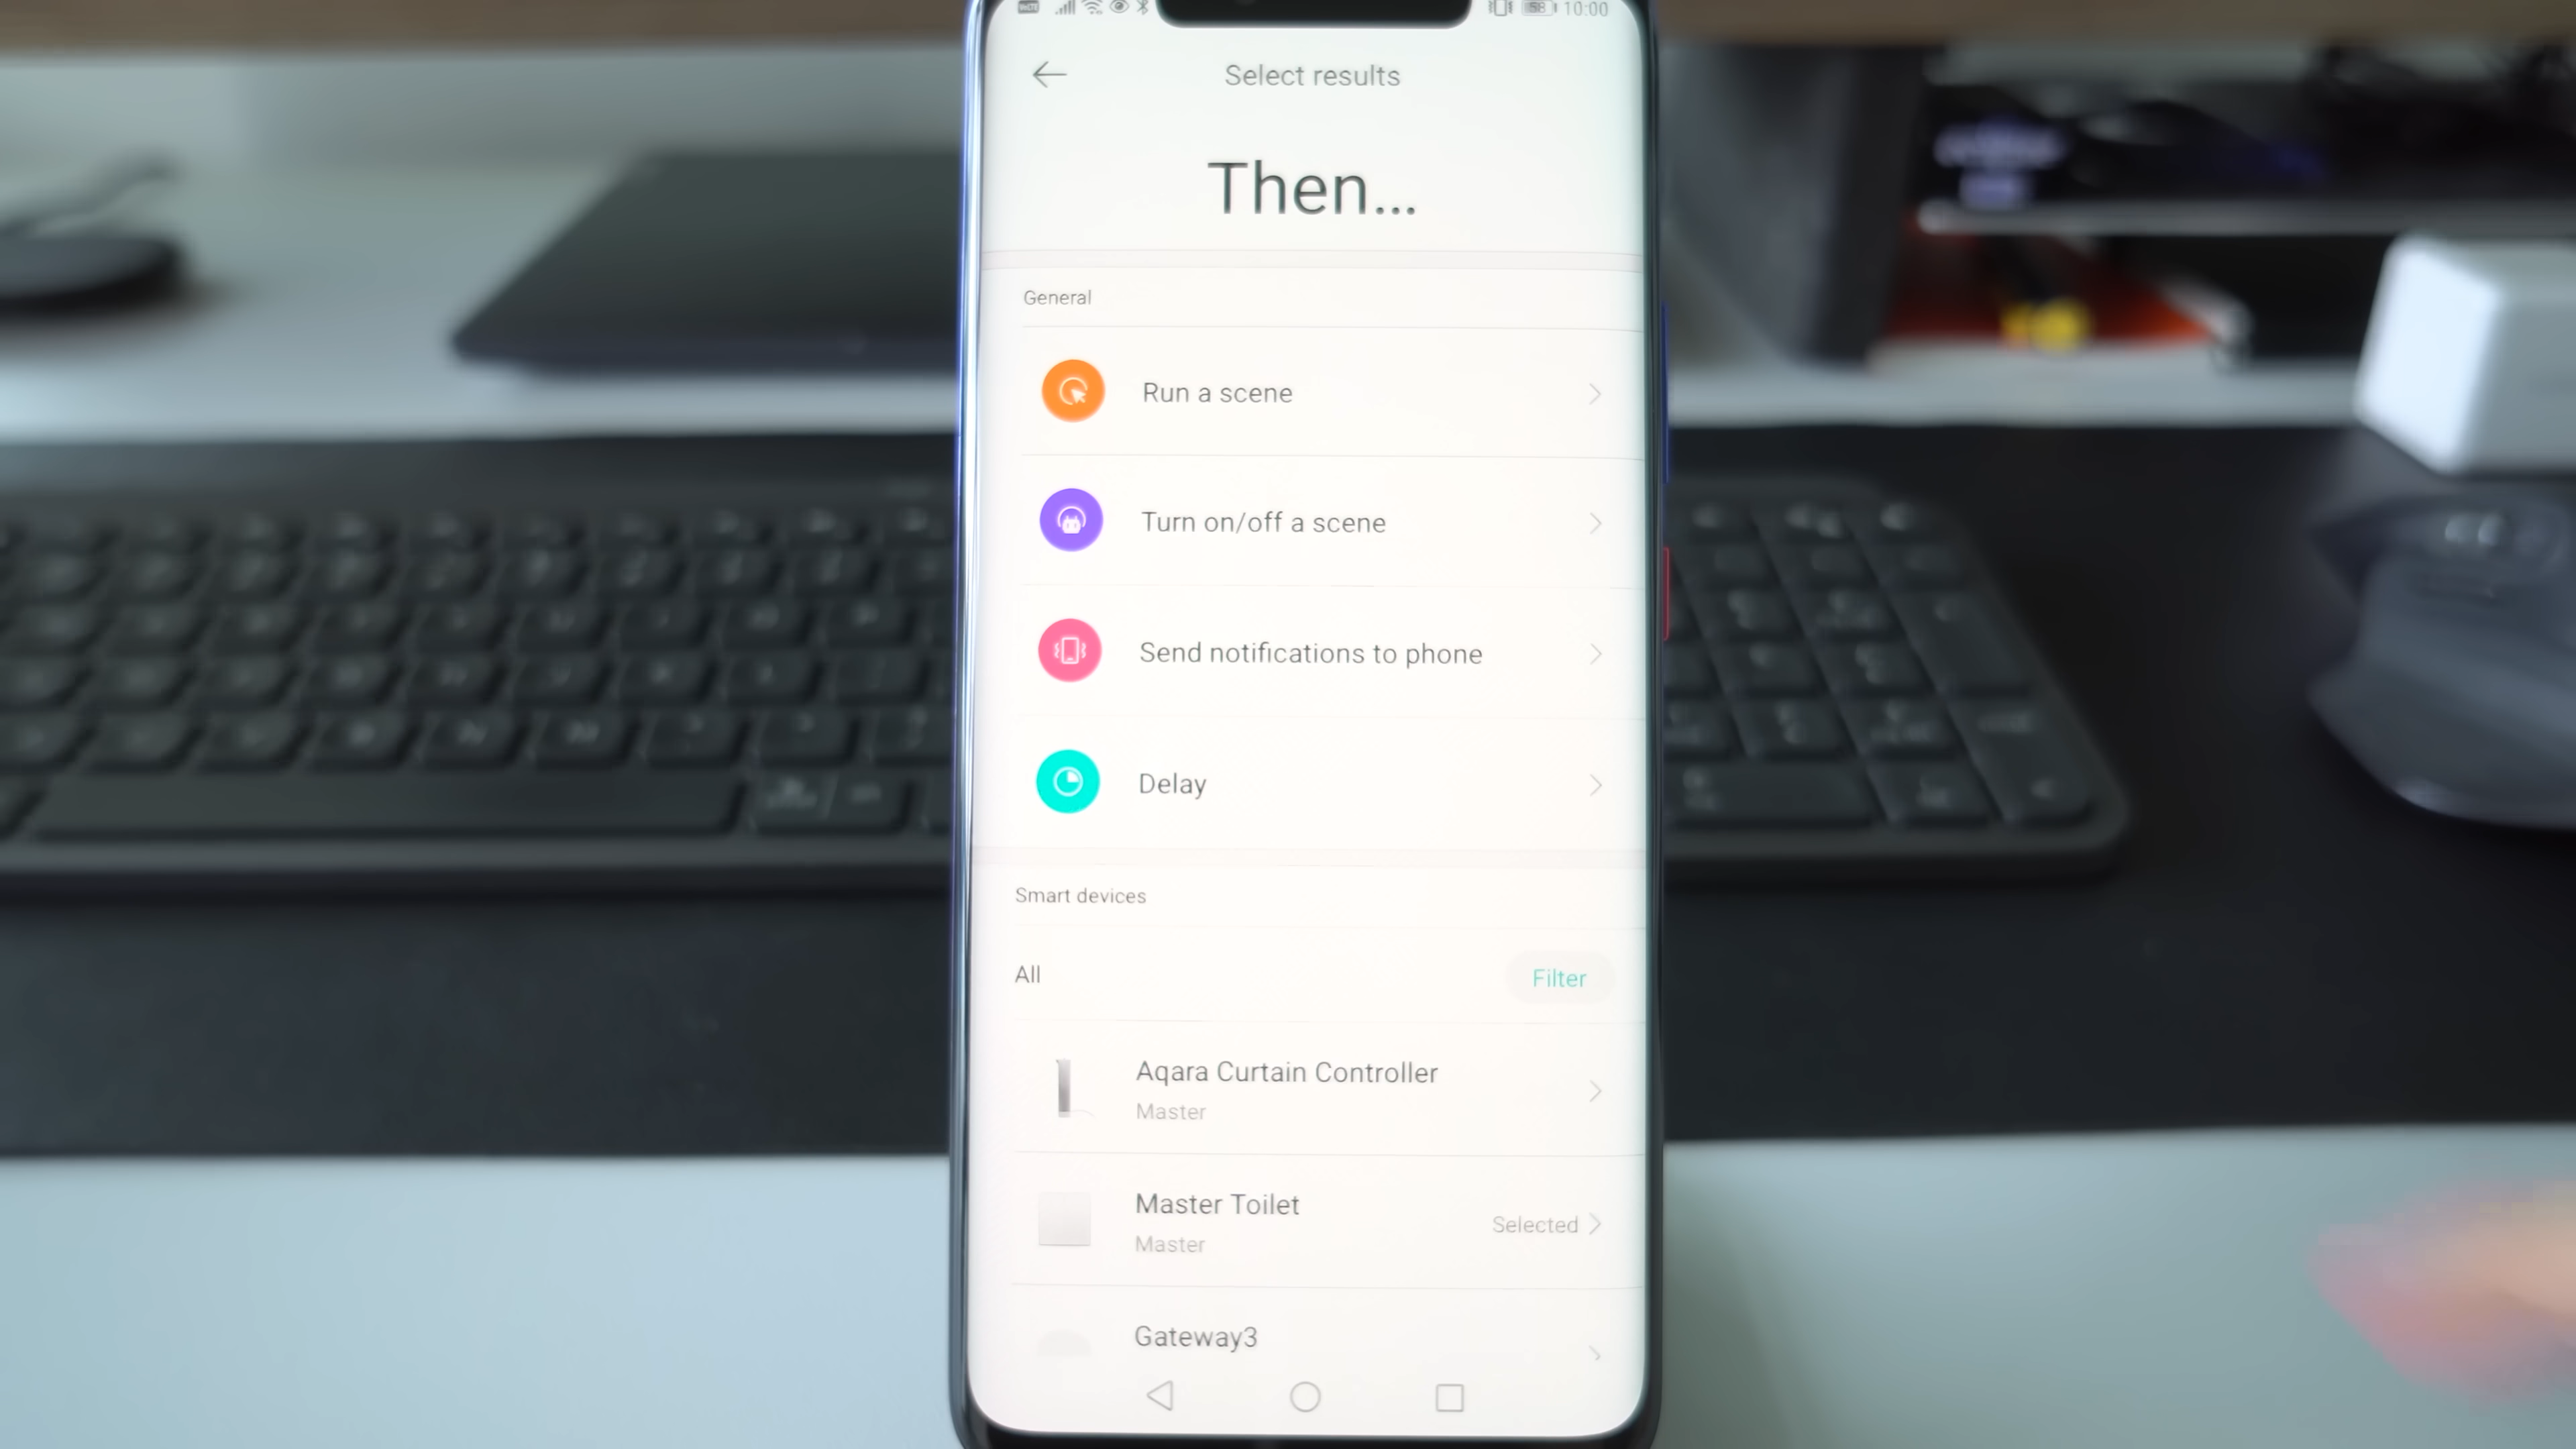 58 10:00
Select results
Then...
General
Run a scene
Turn on/off a scene
Send notifications to phone
Delay
Smart devices
All
Filter
Aqara Curtain Controller
Master
Master Toilet
Selected
Master
Gateway3